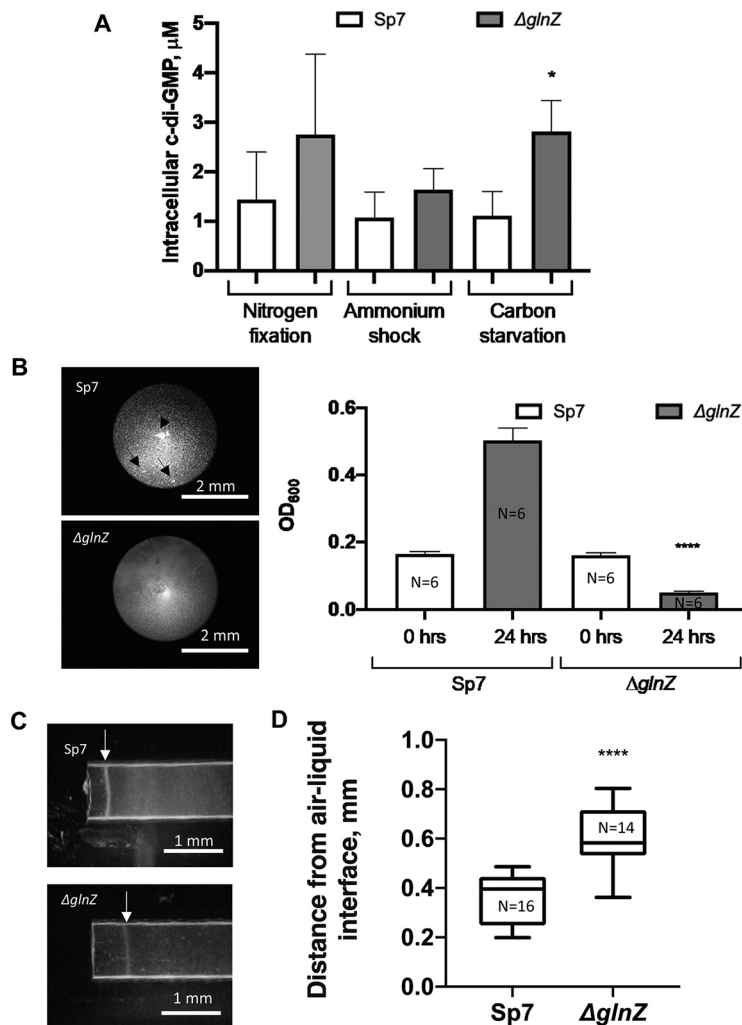 A
Sp7
ΔglnZ
Intracellular c-di-GMP, μM
5
4
3
2
1
0
*
Nitrogen fixation
Ammonium shock
Carbon starvation
B
Sp7
2 mm
ΔglnZ
2 mm
Sp7
ΔglnZ
OD600
0.6
0.4
0.2
0.0
N=6
N=6
N=6
N=6
****
0 hrs
24 hrs
0 hrs
24 hrs
Sp7
ΔglnZ
C
Sp7
1 mm
ΔglnZ
1 mm
D
Distance from air-liquid
interface, mm
1.0
0.8
0.6
0.4
0.2
0.0
****
N=16
N=14
Sp7
ΔglnZ